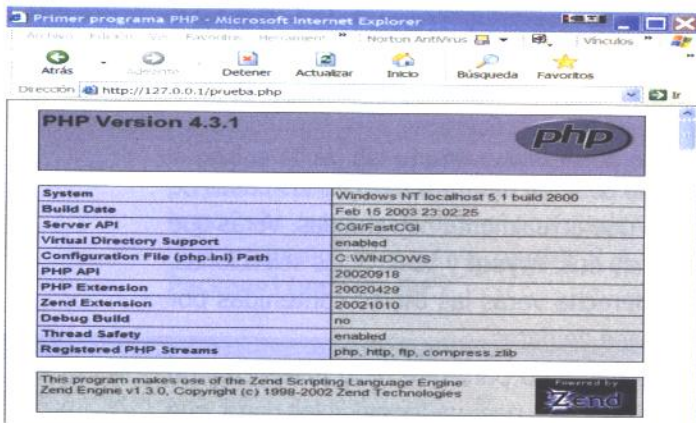 Primer programa PHP - Microsoft Internet Explorer
Archivo Edición Ver Favoritos Herramient » Norton AntiVirus Vínculos »
Atrás Adelante Detener Actualizar Inicio Búsqueda Favoritos »
Dirección http://127.0.0.1/prueba.php Ir
PHP Version 4.3.1
php
System Windows NT localhost 5.1 build 2600
Build Date Feb 15 2003 23:02:25
Server API CGI/FastCGI
Virtual Directory Support enabled
Configuration File (php.ini) Path C:\WINDOWS
PHP API 20020918
PHP Extension 20020429
Zend Extension 20021010
Debug Build no
Thread Safety enabled
Registered PHP Streams php, http, ftp, compress.zlib
This program makes use of the Zend Scripting Language Engine:
Zend Engine v1.3.0, Copyright (c) 1998-2002 Zend Technologies
Powered by
Zend